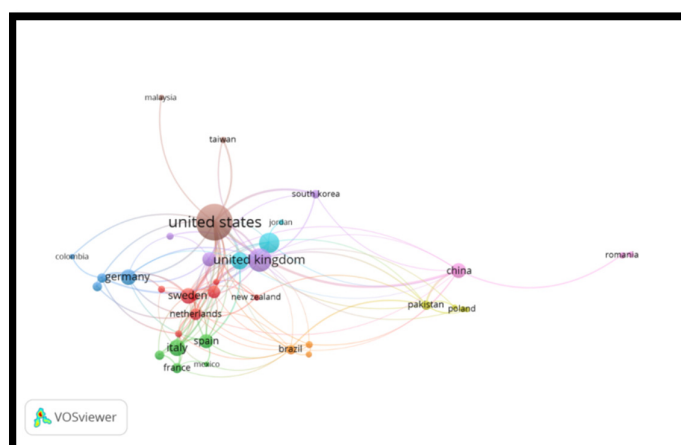 malaysia
taiwan
south korea
united states
jordan
colombia
united kingdom
romania
germany
china
sweden
new zealand
netherlands
pakistan
poland
spain
italy
brazil
france
mexico
VOSviewer